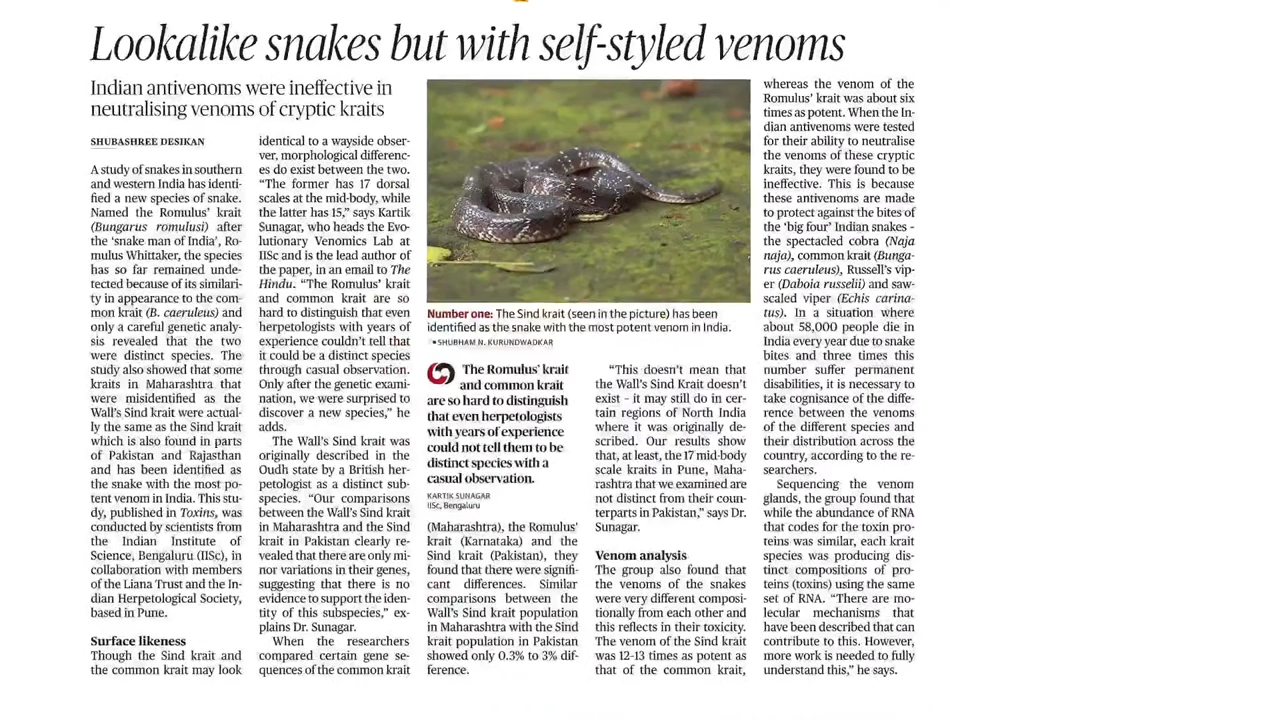 Lookalike snakes but with self-styled venoms
Indian antivenoms were ineffective in
neutralising venoms of cryptic kraits
SHUBASHREE DESIKAN
A study of snakes in southern
and western India has identi-
fied a new species of snake.
Named the Romulus' krait
(Bungarus romulusi) after
the 'snake man of India', Ro-
mulus Whittaker, the species
has so far remained unde-
tected because of its similari-
ty in appearance to the com-
mon krait (B. caeruleus) and
only a careful genetic analy-
sis revealed that the two
were distinct species. The
study also showed that some
kraits in Maharashtra that
were misidentified as the
Wall's Sind krait were actual-
ly the same as the Sind krait
which is also found in parts
of Pakistan and Rajasthan
and has been identified as
the snake with the most po-
tent venom in India. This stu-
dy, published in Toxins, was
conducted by scientists from
the Indian Institute of
Science, Bengaluru (IISc), in
collaboration with members
of the Liana Trust and the In-
dian Herpetological Society,
based in Pune.
Surface likeness
Though the Sind krait and
the common krait may look
identical to a wayside obser-
ver, morphological differenc-
es do exist between the two.
"The former has 17 dorsal
scales at the mid-body, while
the latter has 15," says Kartik
Sunagar, who heads the Evo-
lutionary Venomics Lab at
IISc and is the lead author of
the paper, in an email to The
Hindu. "The Romulus' krait
and common krait are so
hard to distinguish that even
herpetologists with years of
experience couldn't tell that
it could be a distinct species
through casual observation.
Only after the genetic exami-
nation, we were surprised to
discover a new species," he
adds.
The Wall's Sind krait was
originally described in the
Oudh state by a British her-
petologist as a distinct sub-
species. "Our comparisons
between the Wall's Sind krait
in Maharashtra and the Sind
krait in Pakistan clearly re-
vealed that there are only mi-
nor variations in their genes,
suggesting that there is no
evidence to support the iden-
tity of this subspecies," ex-
plains Dr. Sunagar.
When the researchers
compared certain gene se-
quences of the common krait
Number one: The Sind krait (seen in the picture) has been
identified as the snake with the most potent venom in India.
• SHUBHAM N. KURUNDWADKAR
The Romulus' krait
and common krait
are so hard to distinguish
that even herpetologists
with years of experience
could not tell them to be
distinct species with a
casual observation.
KARTIK SUNAGAR
IISc, Bengaluru
(Maharashtra), the Romulus'
krait (Karnataka) and the
Sind krait (Pakistan), they
found that there were signifi-
cant differences. Similar
comparisons between the
Wall's Sind krait population
in Maharashtra with the Sind
krait population in Pakistan
showed only 0.3% to 3% dif-
ference.
"This doesn't mean that
the Wall's Sind Krait doesn't
exist - it may still do in cer-
tain regions of North India
where it was originally de-
scribed. Our results show
that, at least, the 17 mid-body
scale kraits in Pune, Maha-
rashtra that we examined are
not distinct from their coun-
terparts in Pakistan," says Dr.
Sunagar.
Venom analysis
The group also found that
the venoms of the snakes
were very different composi-
tionally from each other and
this reflects in their toxicity.
The venom of the Sind krait
was 12-13 times as potent as
that of the common krait,
whereas the venom of the
Romulus' krait was about six
times as potent. When the In-
dian antivenoms were tested
for their ability to neutralise
the venoms of these cryptic
kraits, they were found to be
ineffective. This is because
these antivenoms are made
to protect against the bites of
the 'big four' Indian snakes -
the spectacled cobra (Naja
naja), common krait (Bunga-
rus caeruleus), Russell's vip-
er (Daboia russelii) and saw-
scaled viper (Echis carina-
tus). In a situation where
about 58,000 people die in
India every year due to snake
bites and three times this
number suffer permanent
disabilities, it is necessary to
take cognisance of the diffe-
rence between the venoms
of the different species and
their distribution across the
country, according to the re-
searchers.
Sequencing the venom
glands, the group found that
while the abundance of RNA
that codes for the toxin pro-
teins was similar, each krait
species was producing dis-
tinct compositions of pro-
teins (toxins) using the same
set of RNA. "There are mo-
lecular mechanisms that
have been described that can
contribute to this. However,
more work is needed to fully
understand this," he says.